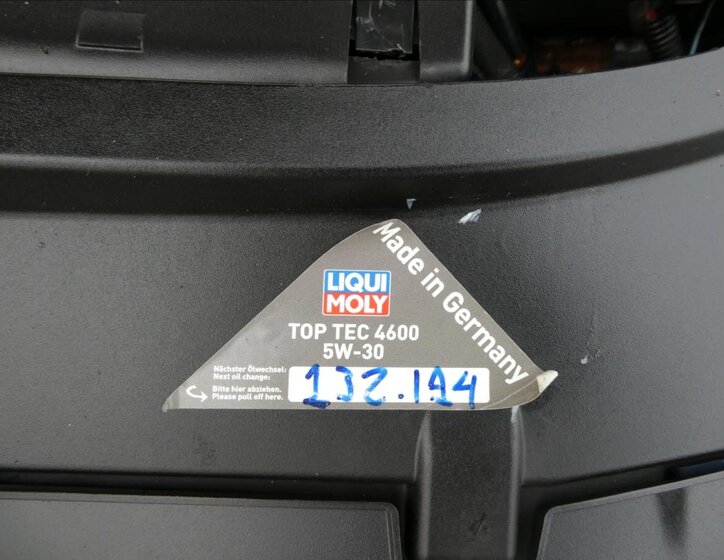 Made in Germany
LIQUI
MOLY
TOP TEC 4600
5W-30
Nächster Ölwechsel:
Next oil change:
132.114
Bitte hier abziehen.
Please pull off here.